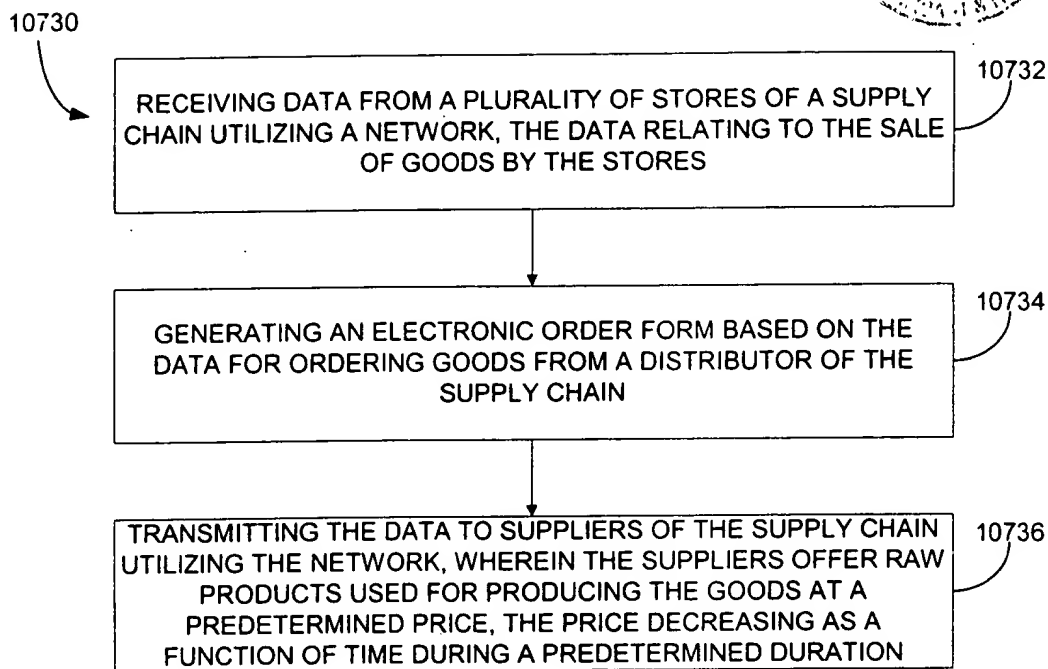 10730
10732
RECEIVING DATA FROM A PLURALITY OF STORES OF A SUPPLY
CHAIN UTILIZING A NETWORK, THE DATA RELATING TO THE SALE
OF GOODS BY THE STORES
10734
GENERATING AN ELECTRONIC ORDER FORM BASED ON THE
DATA FOR ORDERING GOODS FROM A DISTRIBUTOR OF THE
SUPPLY CHAIN
10736
TRANSMITTING THE DATA TO SUPPLIERS OF THE SUPPLY CHAIN
UTILIZING THE NETWORK, WHEREIN THE SUPPLIERS OFFER RAW
PRODUCTS USED FOR PRODUCING THE GOODS AT A
PREDETERMINED PRICE, THE PRICE DECREASING AS A
FUNCTION OF TIME DURING A PREDETERMINED DURATION